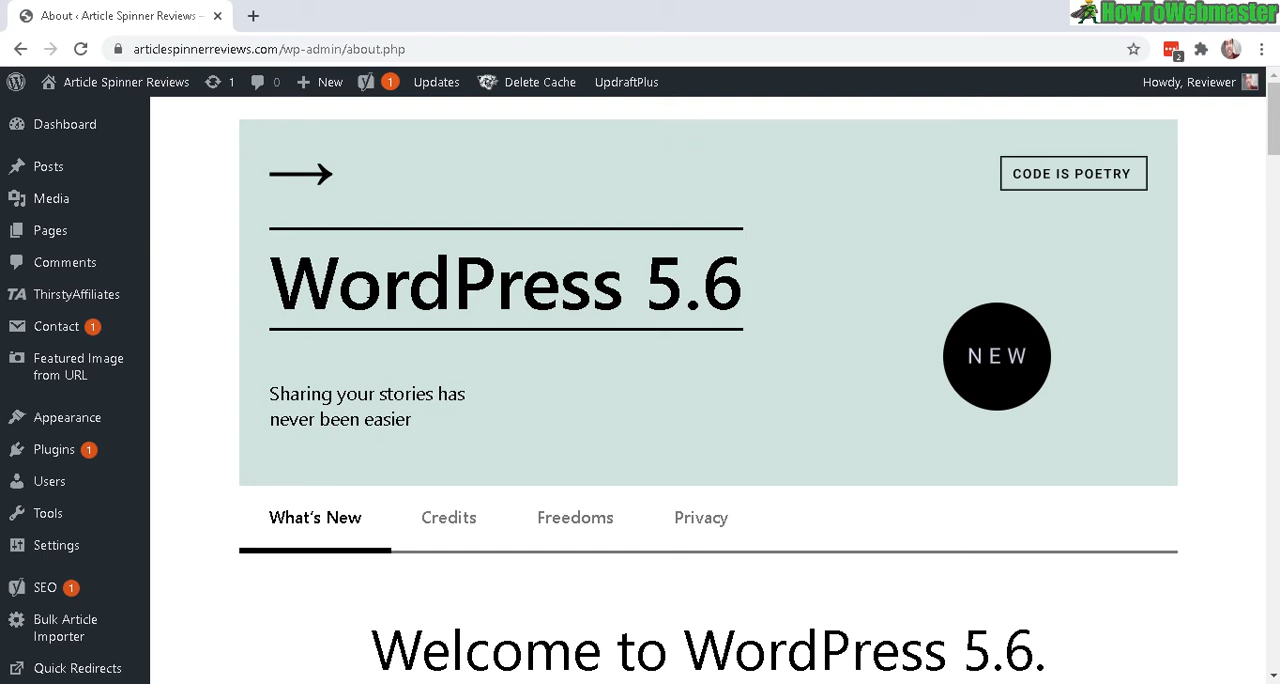 About ‹ Article Spinner Reviews –
HowToWebmaster
articlespinnerreviews.com/wp-admin/about.php
2
Article Spinner Reviews 1 0 New 1 Updates Delete Cache UpdraftPlus Howdy, Reviewer
Dashboard
Posts
Media
Pages
Comments
TA ThirstyAffiliates
Contact 1
Featured Image
from URL
Appearance
Plugins 1
Users
Tools
Settings
SEO 1
Bulk Article
Importer
Quick Redirects
CODE IS POETRY
WordPress 5.6
NEW
Sharing your stories has
never been easier
What's New Credits Freedoms Privacy
Welcome to WordPress 5.6.